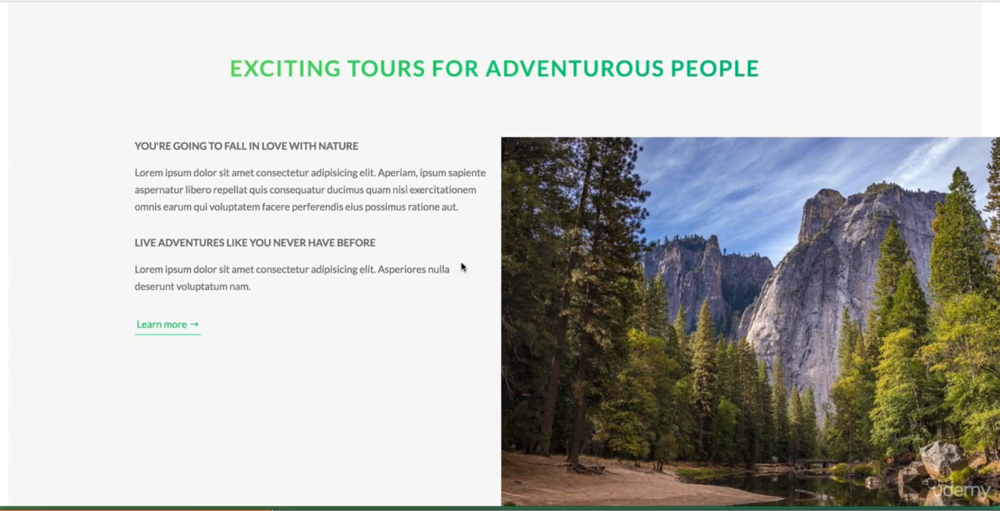 EXCITING TOURS FOR ADVENTUROUS PEOPLE
YOU'RE GOING TO FALL IN LOVE WITH NATURE
Lorem ipsum dolor sit amet consectetur adipisicing elit. Aperiam, ipsum sapiente
aspernatur libero repellat quis consequatur ducimus quam nisi exercitationem
omnis earum qui voluptatem facere perferendis eius possimus ratione aut.
LIVE ADVENTURES LIKE YOU NEVER HAVE BEFORE
Lorem ipsum dolor sit amet consectetur adipisicing elit. Asperiores nulla
deserunt voluptatum nam.
Learn more →
udemy